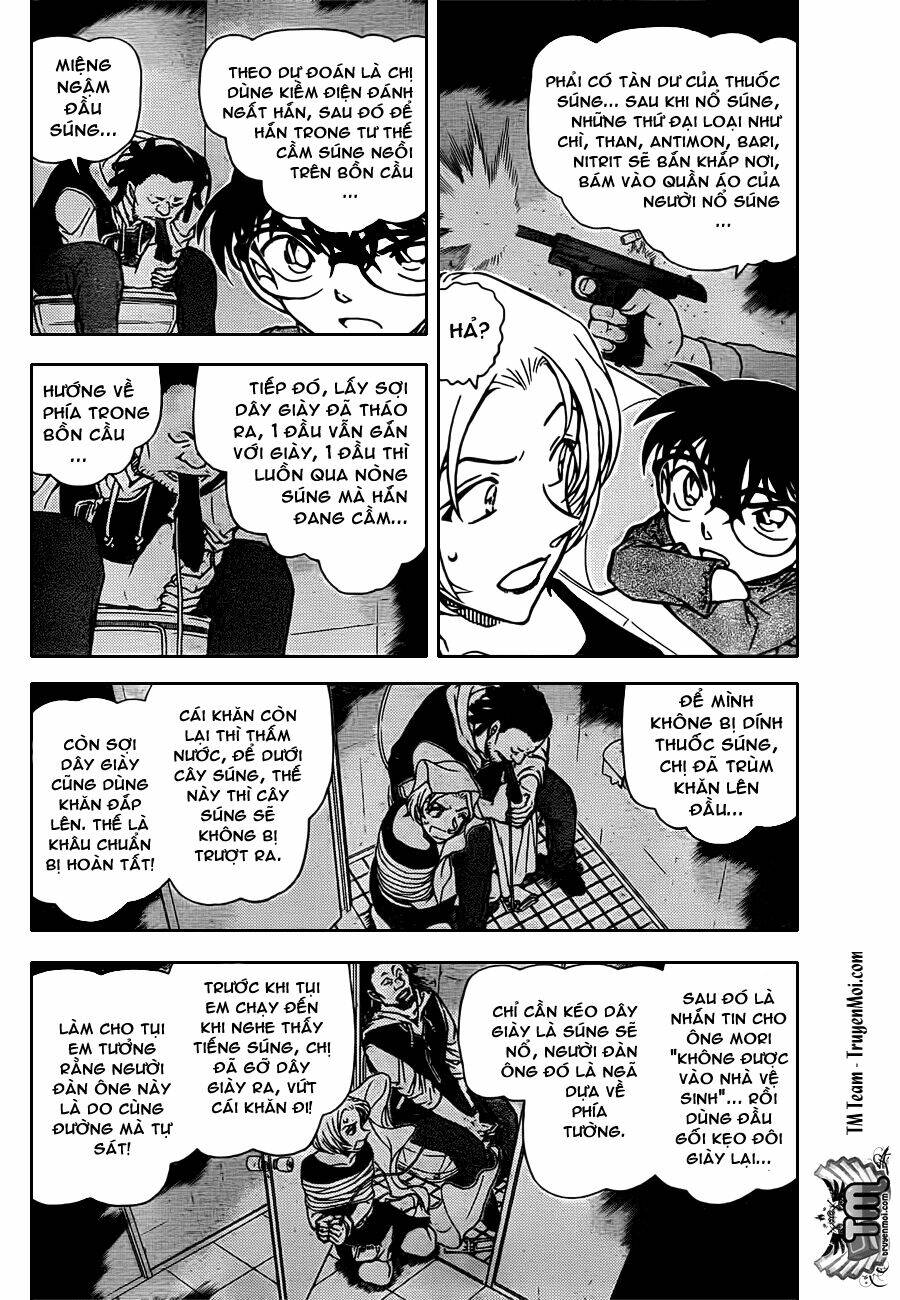 PHẢI CÓ TÀN DƯ CỦA THUỐC
SÚNG... SAU KHI NỔ SÚNG,
NHỮNG THỨ ĐẠI LOẠI NHƯ
CHÌ, THAN, ANTIMON, BARI,
NITRIT SẼ BẮN KHẮP NƠI,
BÁM VÀO QUẦN ÁO CỦA
NGƯỜI NỔ SÚNG
...
HẢ?
THEO DỰ ĐOÁN LÀ CHỊ
DÙNG KIỀM ĐIỆN ĐÁNH
NGẤT HẮN, SAU ĐÓ ĐỂ
HẮN TRONG TƯ THẾ
CẦM SÚNG NGỒI
TRÊN BỒN CẦU
...
MIỆNG
NGẬM
ĐẦU
SÚNG...
TIẾP ĐÓ, LẤY SỢI
DÂY GIÀY ĐÃ THÁO
RA, 1 ĐẦU VẪN GẮN
VỚI GIÀY, 1 ĐẦU THÌ
LUỒN QUA NÒNG
SÚNG MÀ HẮN
ĐANG CẦM...
HƯỚNG VỀ
PHÍA TRONG
BỒN CẦU
...
ĐỂ MÌNH
KHÔNG BỊ DÍNH
THUỐC SÚNG,
CHỊ ĐÃ TRÙM
KHĂN LÊN
ĐẦU...
CÁI KHĂN CÒN
LẠI THÌ THẤM
NƯỚC, ĐỂ DƯỚI
CÂY SÚNG, THẾ
NÀY THÌ CÂY
SÚNG SẼ
KHÔNG BỊ
TRƯỢT RA.
CÒN SỢI
DÂY GIÀY
CŨNG DÙNG
KHĂN ĐẮP
LÊN. THẾ LÀ
KHÂU CHUẨN
BỊ HOÀN TẤT!
SAU ĐÓ LÀ
NHẮN TIN CHO
ÔNG MORI
"KHÔNG ĐƯỢC
VÀO NHÀ VỆ
SINH"... RỒI
DÙNG ĐẦU
GỐI KẸO ĐÔI
GIÀY LẠI...
CHỈ CẦN KÉO DÂY
GIÀY LÀ SÚNG SẼ
NỔ, NGƯỜI ĐÀN
ÔNG ĐÓ LÀ NGÃ
DỰA VỀ
PHÍA
TƯỜNG.
TRƯỚC KHI TỤI
EM CHẠY ĐẾN
KHI NGHE THẤY
TIẾNG SÚNG, CHỊ
ĐÃ GỠ DÂY
GIÀY RA, VỨT
CÁI KHĂN ĐI!
LÀM CHO TỤI
EM TƯỞNG
RẰNG NGƯỜI
ĐÀN ÔNG NÀY
LÀ DO CÙNG
ĐƯỜNG MÀ TỰ
SÁT!
TM Team - TruyenMoi.com
TM
truyenmoi.com